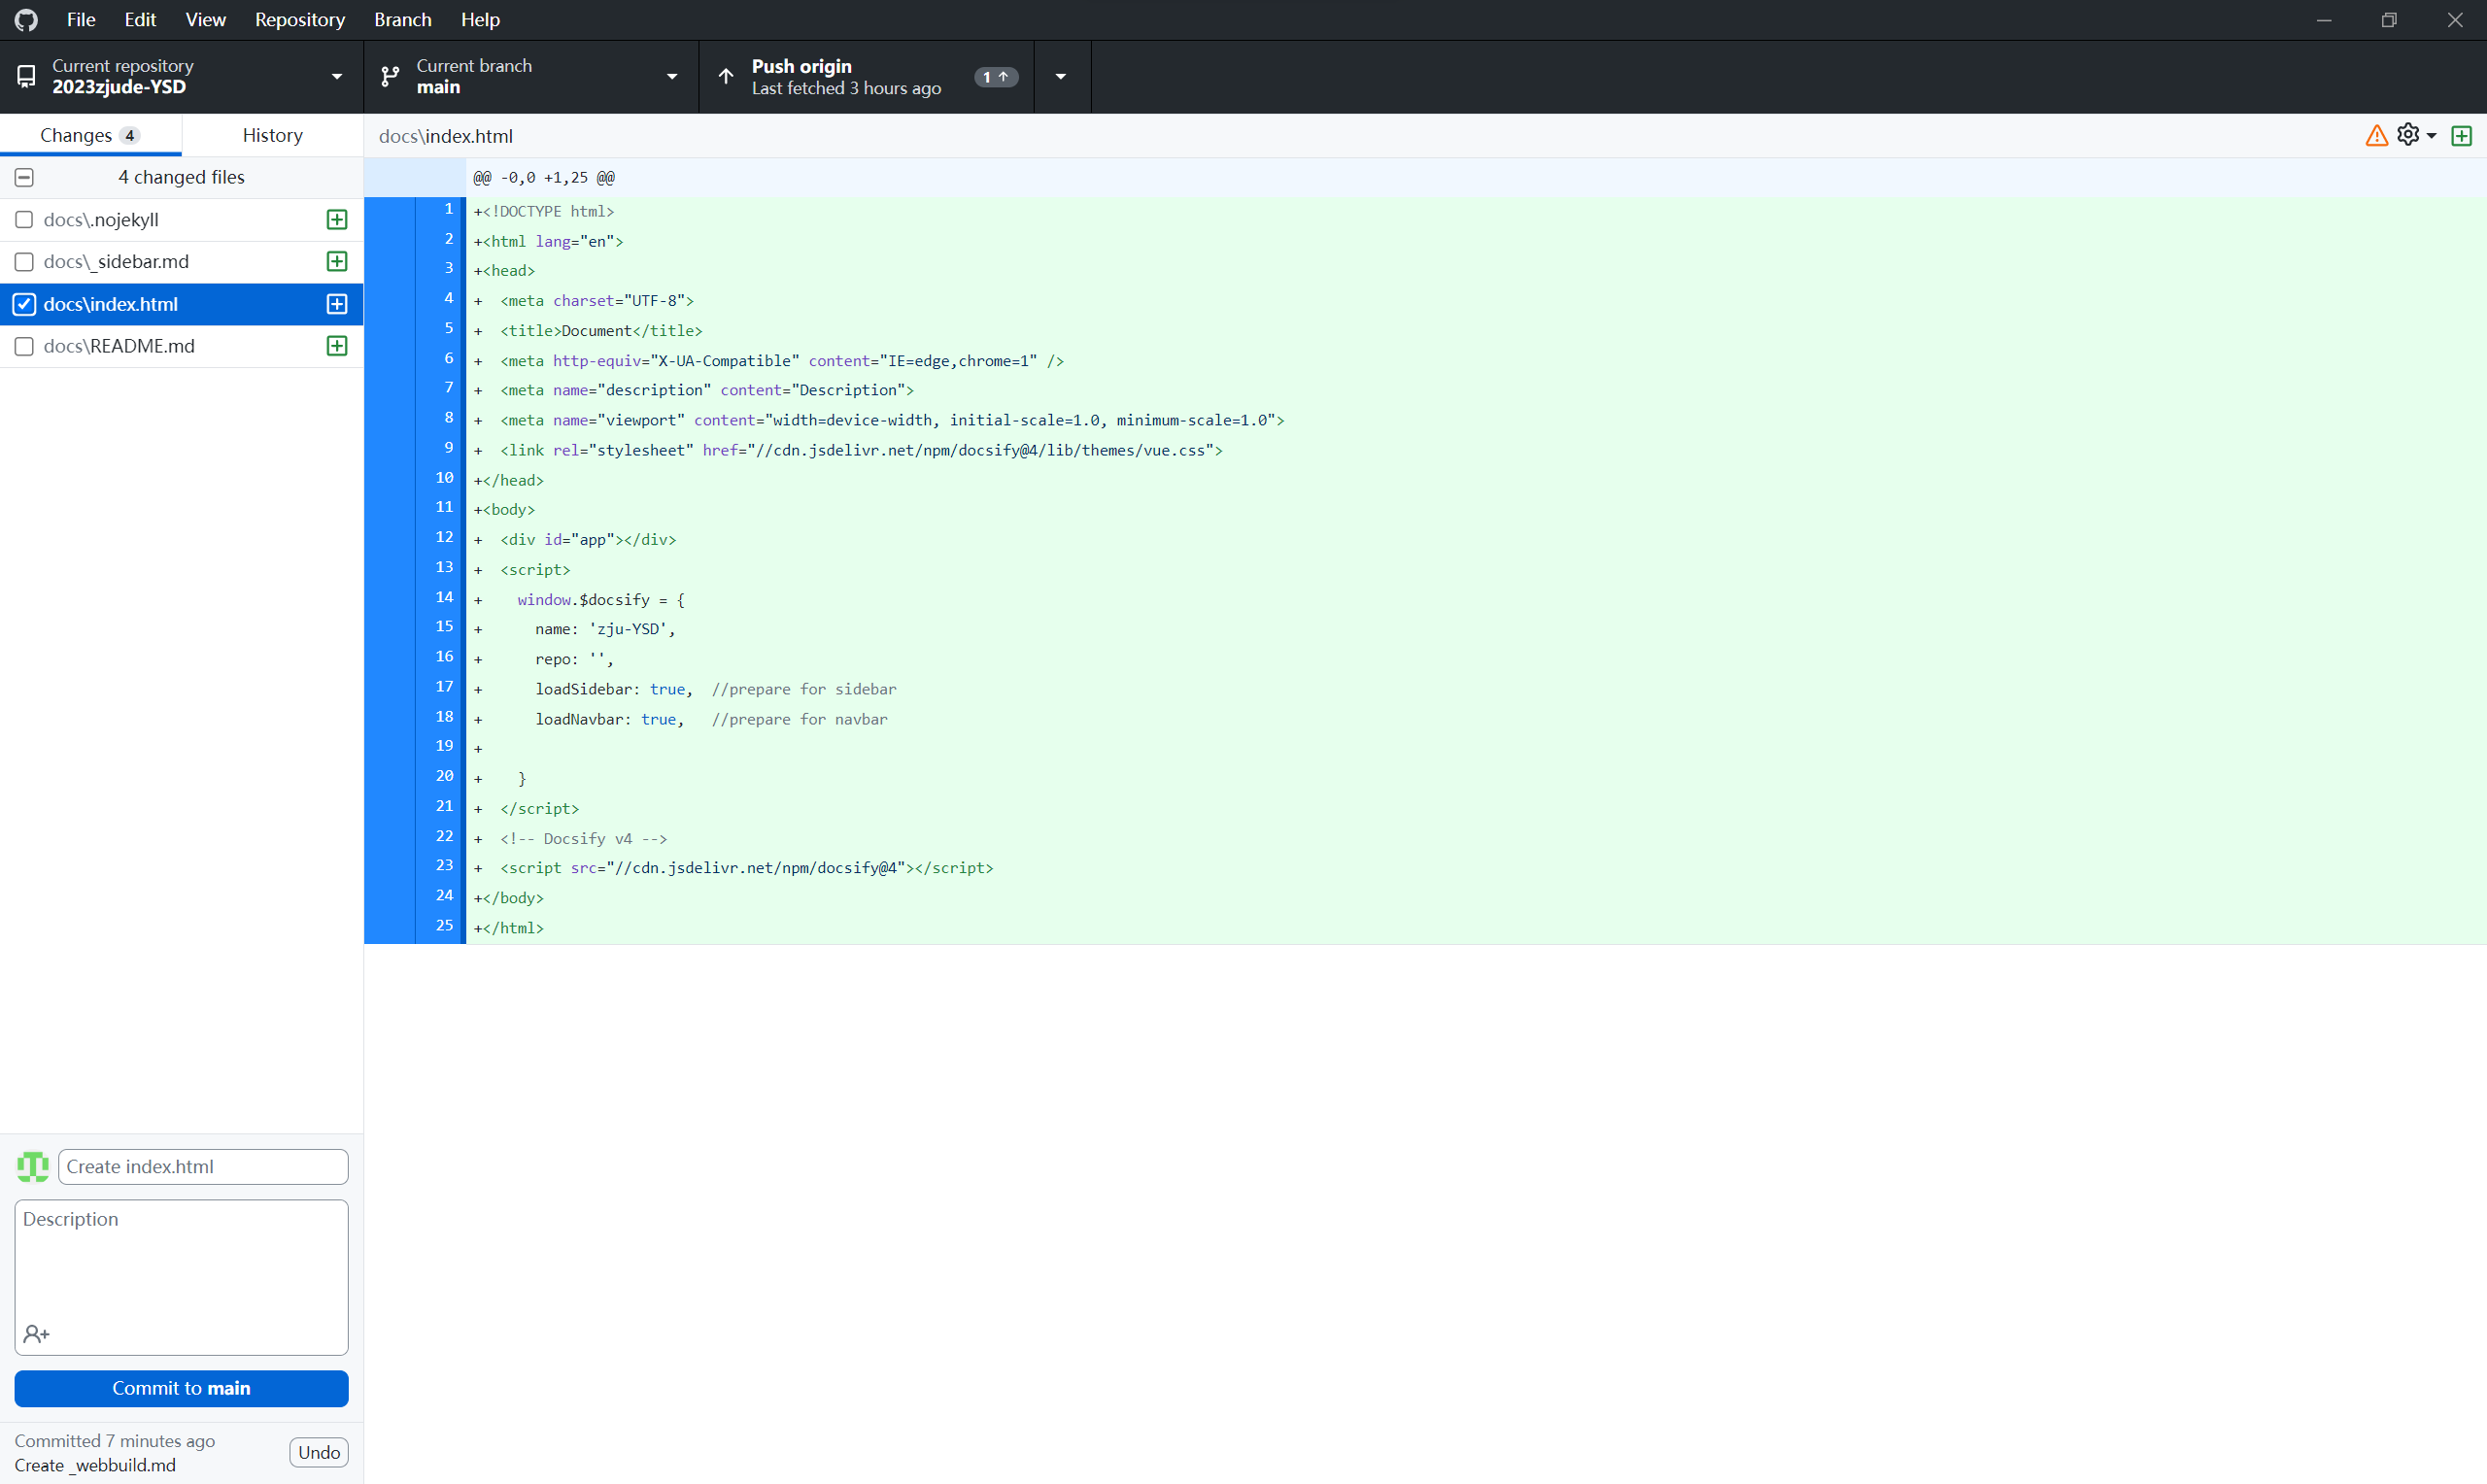 File Edit View Repository Branch Help
Current repository
2023zjude-YSD
Current branch
main
Push origin
Last fetched 3 hours ago
1
Changes 4
History
4 changed files
docs\.nojekyll
docs\_sidebar.md
docs\index.html
docs\README.md
docs\index.html
@@ -0,0 +1,25 @@
1 +<!DOCTYPE html>
2 +<html lang="en">
3 +<head>
4 +  <meta charset="UTF-8">
5 +  <title>Document</title>
6 +  <meta http-equiv="X-UA-Compatible" content="IE=edge,chrome=1" />
7 +  <meta name="description" content="Description">
8 +  <meta name="viewport" content="width=device-width, initial-scale=1.0, minimum-scale=1.0">
9 +  <link rel="stylesheet" href="//cdn.jsdelivr.net/npm/docsify@4/lib/themes/vue.css">
10 +</head>
11 +<body>
12 +  <div id="app"></div>
13 +  <script>
14 +    window.$docsify = {
15 +      name: 'zju-YSD',
16 +      repo: '',
17 +      loadSidebar: true,  //prepare for sidebar
18 +      loadNavbar: true,   //prepare for navbar
19 +
20 +    }
21 +  </script>
22 +  <!-- Docsify v4 -->
23 +  <script src="//cdn.jsdelivr.net/npm/docsify@4"></script>
24 +</body>
25 +</html>
Create index.html
Description
Commit to main
Committed 7 minutes ago
Create _webbuild.md
Undo